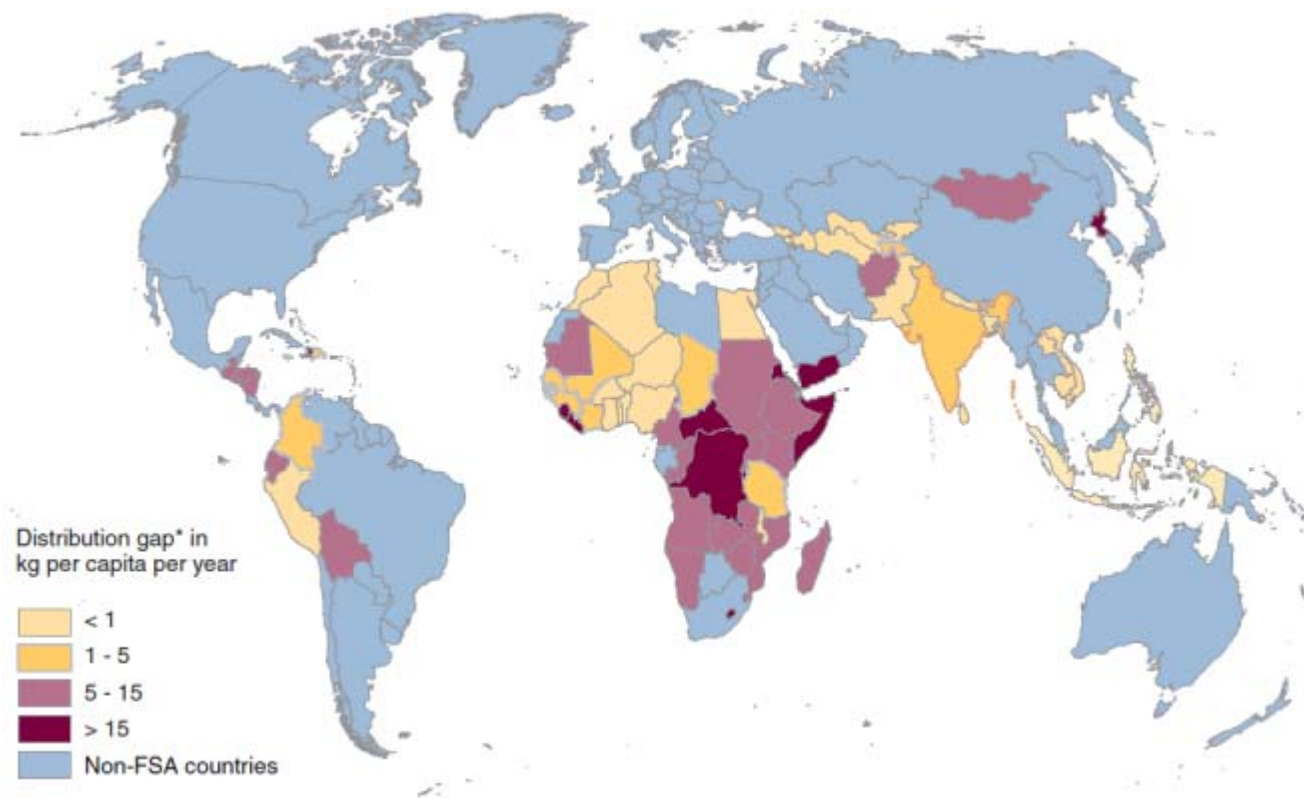 Distribution gap* in
kg per capita per year
< 1
1 - 5
5 - 15
> 15
Non-FSA countries